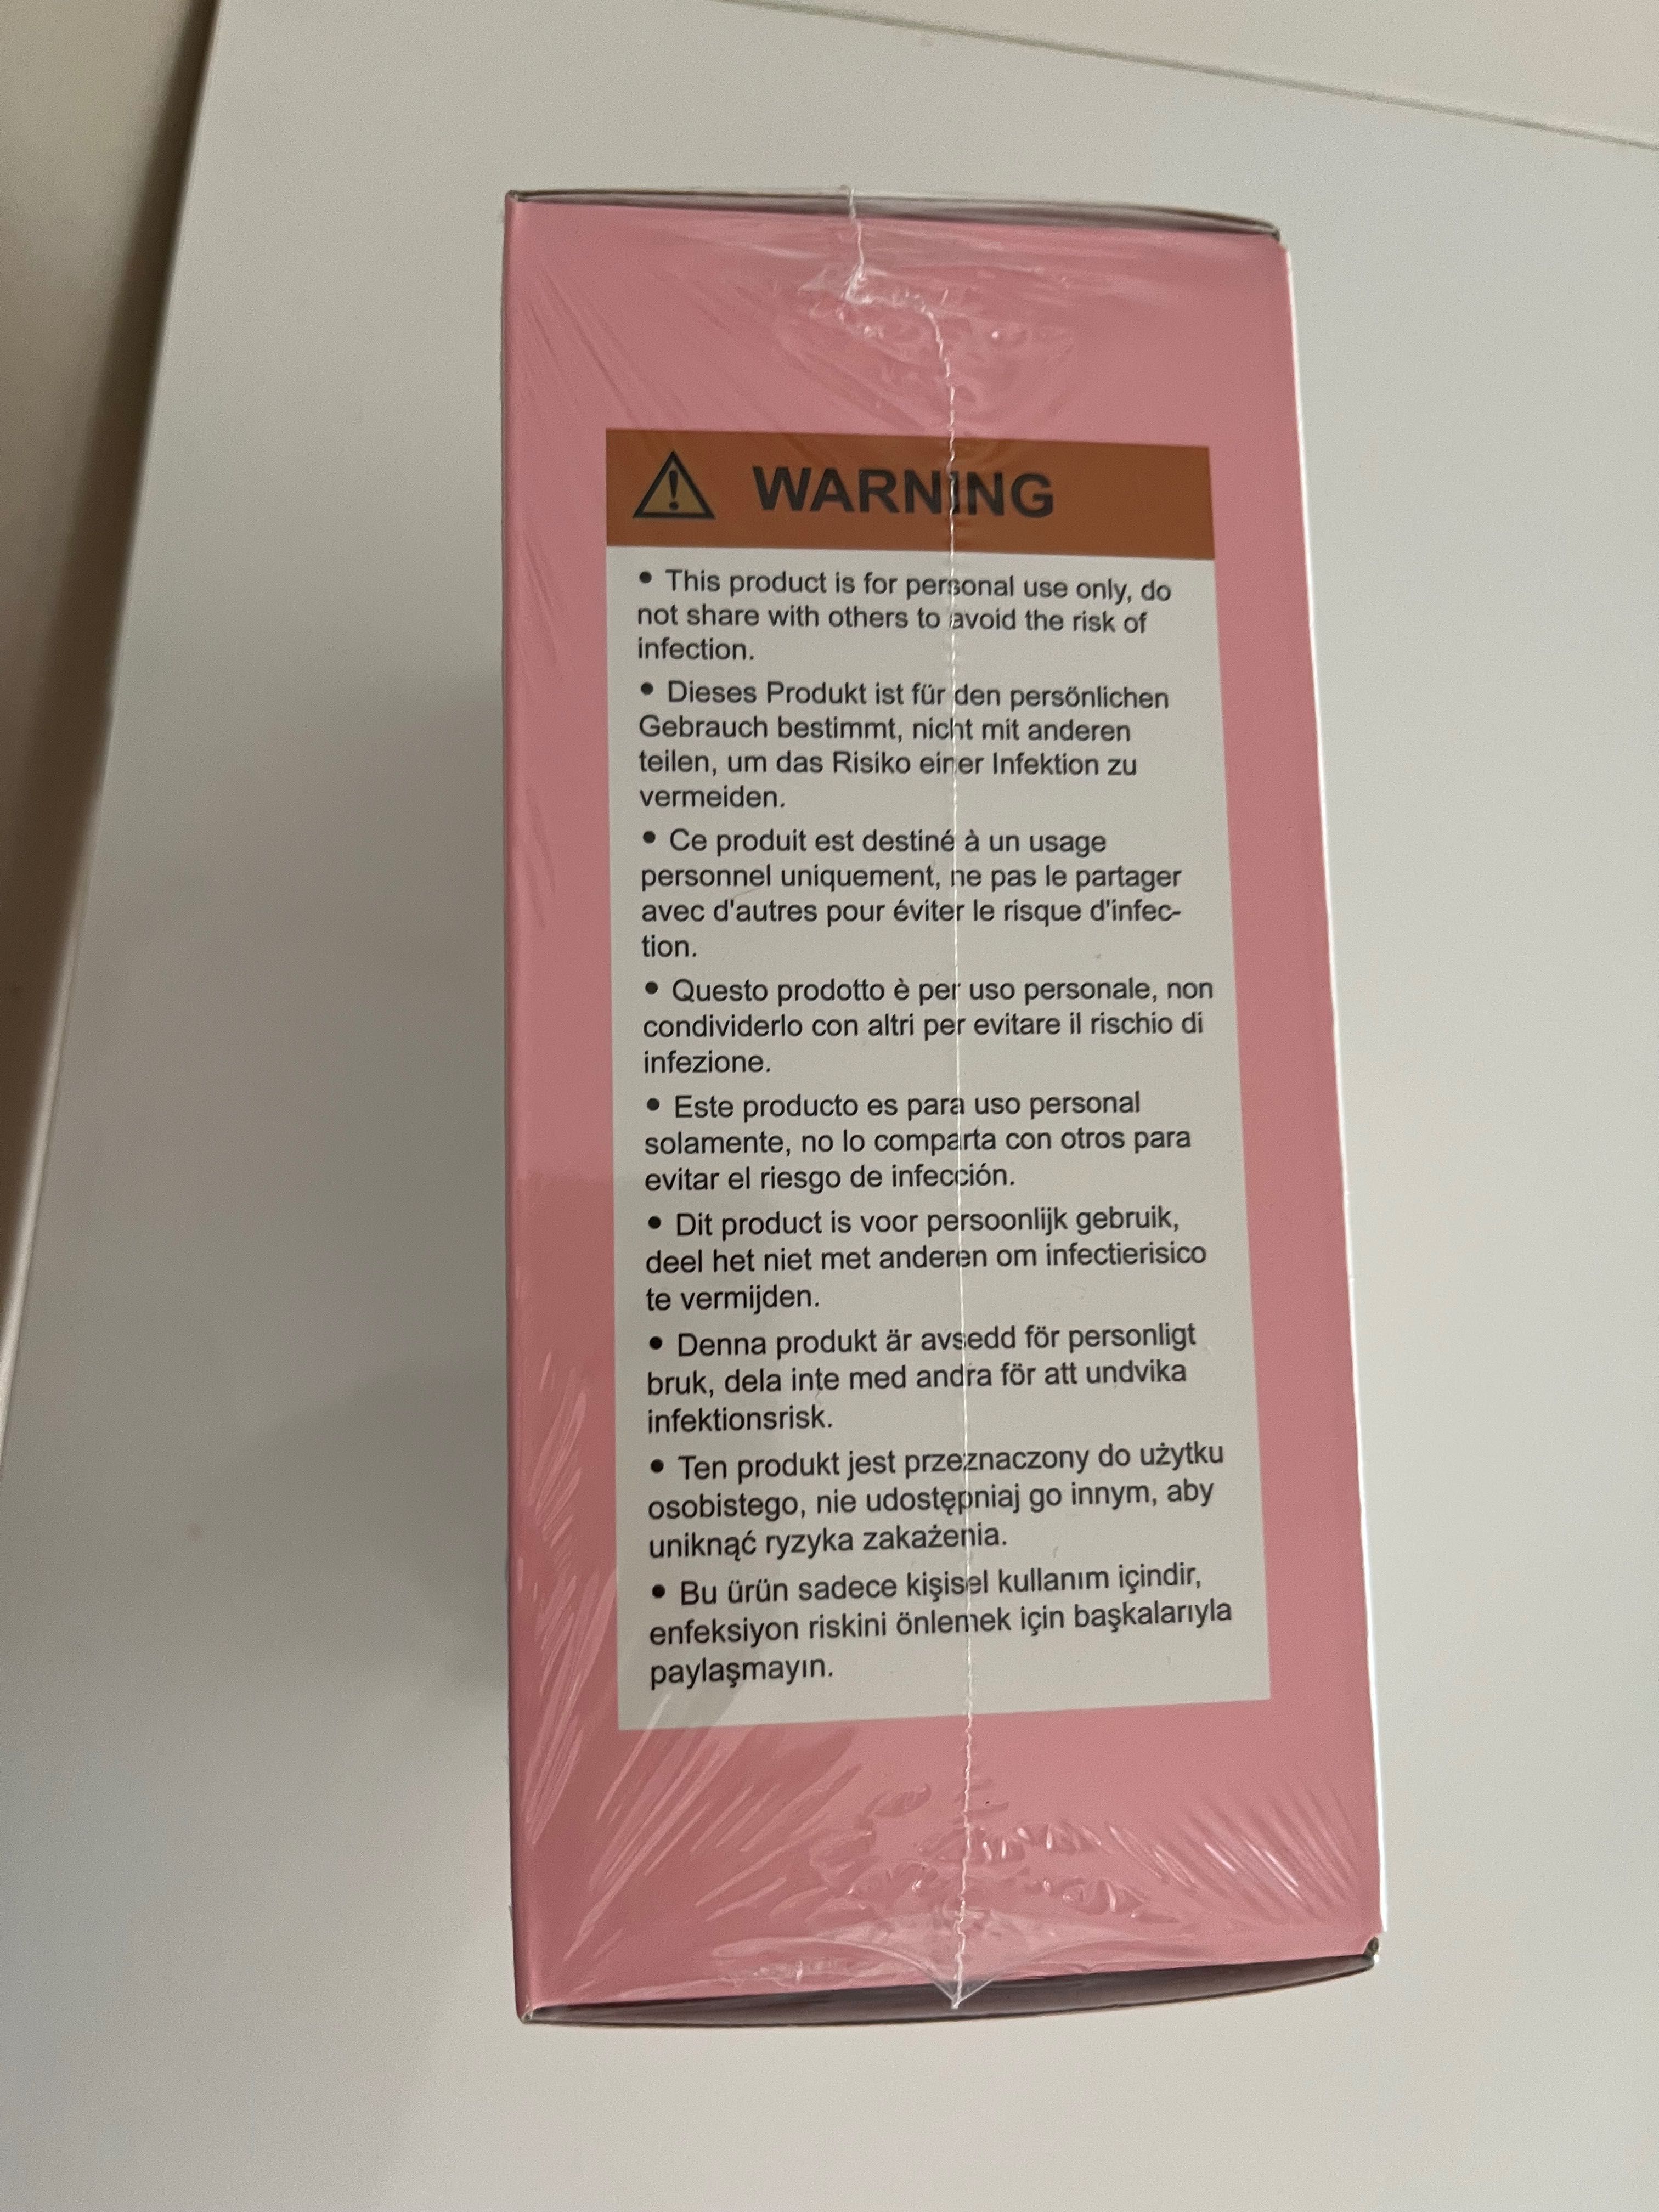 WARNING
• This product is for personal use only, do
not share with others to avoid the risk of
infection.
• Dieses Produkt ist für den persönlichen
Gebrauch bestimmt, nicht mit anderen
teilen, um das Risiko einer Infektion zu
vermeiden.
• Ce produit est destiné à un usage
personnel uniquement, ne pas le partager
avec d'autres pour éviter le risque d'infec-
tion.
• Questo prodotto è per uso personale, non
condividerlo con altri per evitare il rischio di
infezione.
• Este producto es para uso personal
solamente, no lo comparta con otros para
evitar el riesgo de infección.
• Dit product is voor persoonlijk gebruik,
deel het niet met anderen om infectierisico
te vermijden.
• Denna produkt är avsedd för personligt
bruk, dela inte med andra för att undvika
infektionsrisk.
• Ten produkt jest przeznaczony do użytku
osobistego, nie udostępniaj go innym, aby
uniknąć ryzyka zakażenia.
• Bu ürün sadece kişisel kullanım içindir,
enfeksiyon riskini önlemek için başkalarıyla
paylaşmayın.